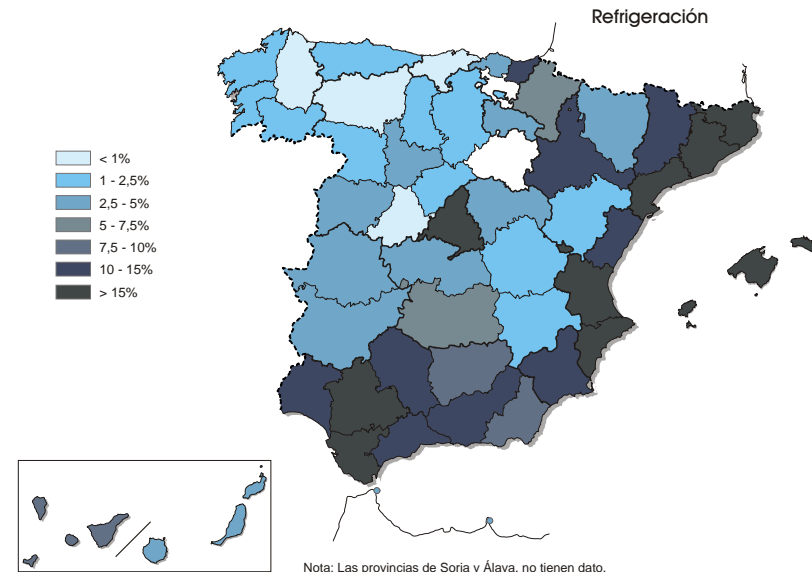 Refrigeración
< 1%
1 - 2,5%
2,5 - 5%
5 - 7,5%
7,5 - 10%
10 - 15%
> 15%
Nota: Las provincias de Soria y Álava, no tienen dato.